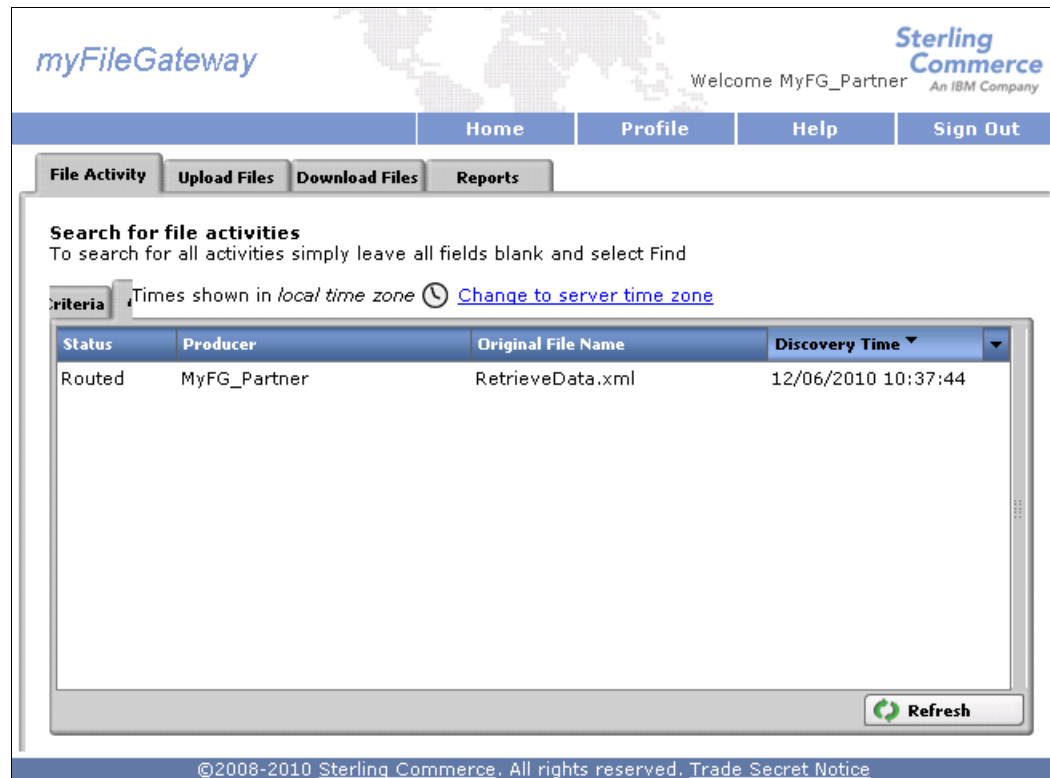 myFileGateway
Sterling
Commerce
An IBM Company
Welcome MyFG_Partner
Home Profile Help Sign Out
File Activity Upload Files Download Files Reports
Search for file activities
To search for all activities simply leave all fields blank and select Find
Times shown in local time zone Change to server time zone
Status Producer Original File Name Discovery Time
Routed MyFG_Partner RetrieveData.xml 12/06/2010 10:37:44
Refresh
©2008-2010 Sterling Commerce. All rights reserved. Trade Secret Notice